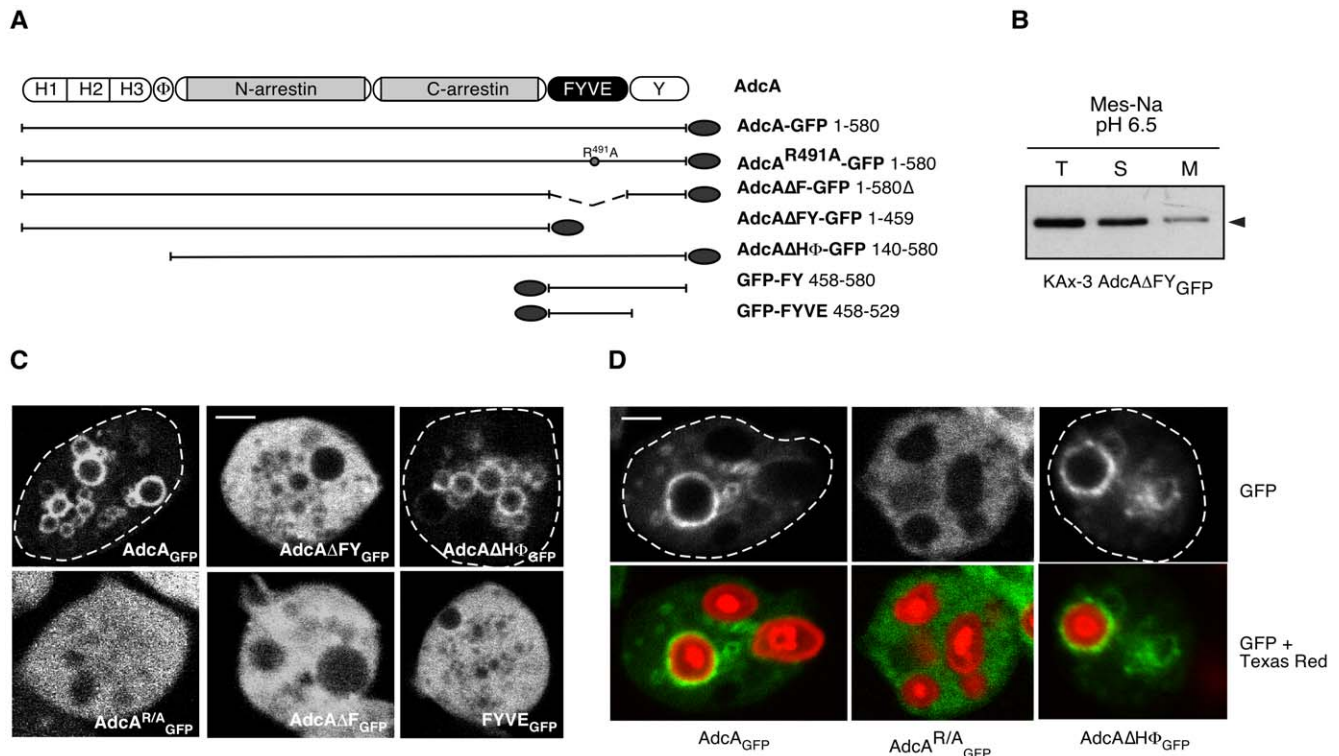 A
H1 H2 H3 Φ N-arrestin C-arrestin FYVE Y AdcA
AdcA-GFP 1-580
R491A
AdcAR491A-GFP 1-580
AdcAΔF-GFP 1-580Δ
AdcAΔFY-GFP 1-459
AdcAΔHΦ-GFP 140-580
GFP-FY 458-580
GFP-FYVE 458-529
B
Mes-Na
pH 6.5
T S M
KAx-3 AdcAΔFYGFP
C
AdcAGFP AdcAΔFYGFP AdcAΔHΦGFP
AdcAR/AGFP AdcAΔFGFP FYVEGFP
D
GFP
GFP +
Texas Red
AdcAGFP AdcAR/AGFP AdcAΔHΦGFP